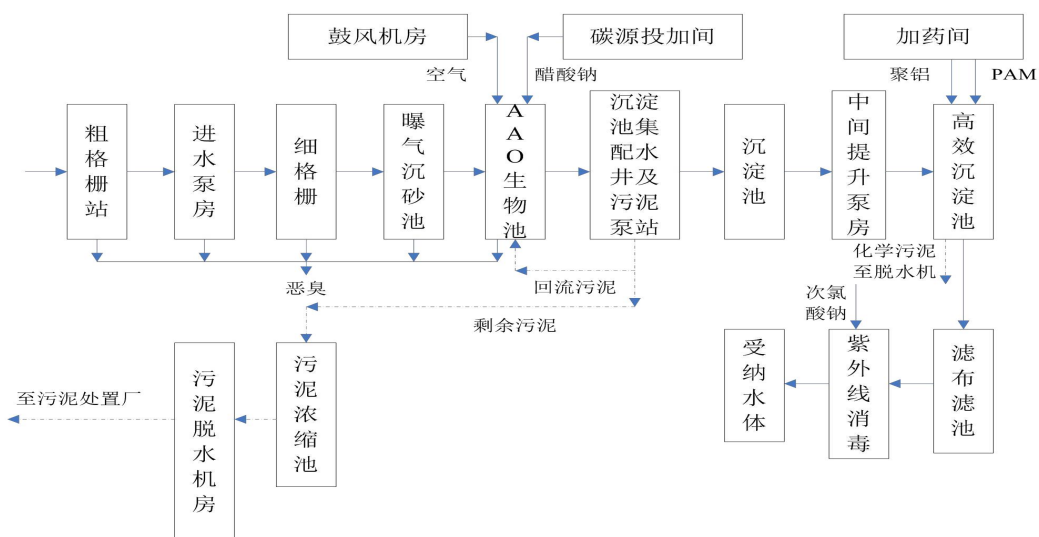 鼓风机房
碳源投加间
加药间
空气
醋酸钠
聚铝
PAM
粗格栅站
进水泵房
细格栅
曝气沉砂池
AAO生物池
沉淀池集配水井及污泥泵站
沉淀池
中间提升泵房
高效沉淀池
恶臭
回流污泥
化学污泥
至脱水机
剩余污泥
次氯
酸钠
至污泥处置厂
污泥脱水机房
污泥浓缩池
受纳水体
紫外线消毒
滤布滤池